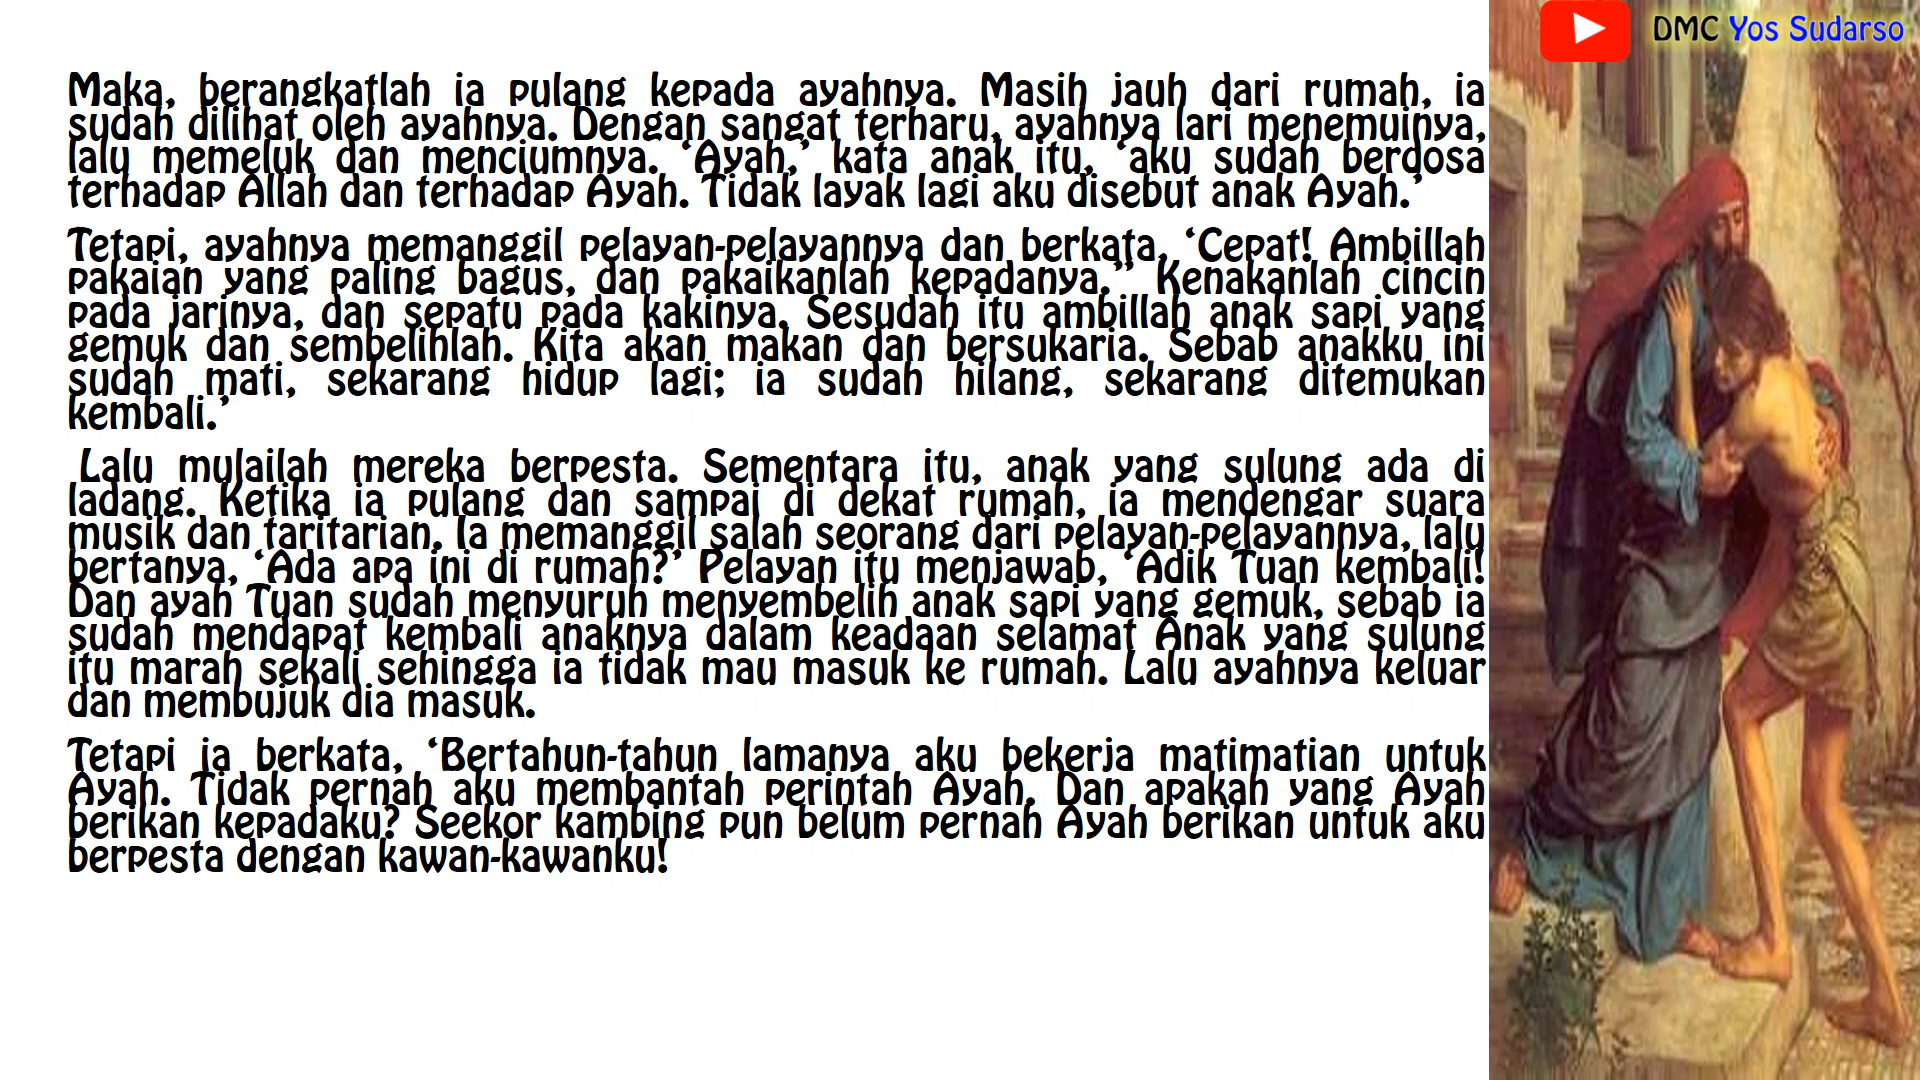 DMC Yos Sudarso
Maka, berangkatlah ia pulang kepada ayahnya. Masih jauh dari rumah, ia
sudah dilihat oleh ayahnya. Dengan sangat terharu, ayahnya lari menemuinya,
lalu memeluk dan menciumnya. ‘Ayah,’ kata anak itu, ‘aku sudah berdosa
terhadap Allah dan terhadap Ayah. Tidak layak lagi aku disebut anak Ayah.’
Tetapi, ayahnya memanggil pelayan-pelayannya dan berkata, ‘Cepat! Ambillah
pakaian yang paling bagus, dan pakaikanlah kepadanya.’’ Kenakanlah cincin
pada jarinya, dan sepatu pada kakinya. Sesudah itu ambillah anak sapi yang
gemuk dan sembelihlah. Kita akan makan dan bersukaria. Sebab anakku ini
sudah mati, sekarang hidup lagi; ia sudah hilang, sekarang ditemukan
kembali.’
Lalu mulailah mereka berpesta. Sementara itu, anak yang sulung ada di
ladang. Ketika ia pulang dan sampai di dekat rumah, ia mendengar suara
musik dan taritarian. Ia memanggil salah seorang dari pelayan-pelayannya, lalu
bertanya, ‘Ada apa ini di rumah?’ Pelayan itu menjawab, ‘Adik Tuan kembali!
Dan ayah Tuan sudah menyuruh menyembelih anak sapi yang gemuk, sebab ia
sudah mendapat kembali anaknya dalam keadaan selamat Anak yang sulung
itu marah sekali sehingga ia tidak mau masuk ke rumah. Lalu ayahnya keluar
dan membujuk dia masuk.
Tetapi ia berkata, ‘Bertahun-tahun lamanya aku bekerja matimatian untuk
Ayah. Tidak pernah aku membantah perintah Ayah. Dan apakah yang Ayah
berikan kepadaku? Seekor kambing pun belum pernah Ayah berikan untuk aku
berpesta dengan kawan-kawanku!